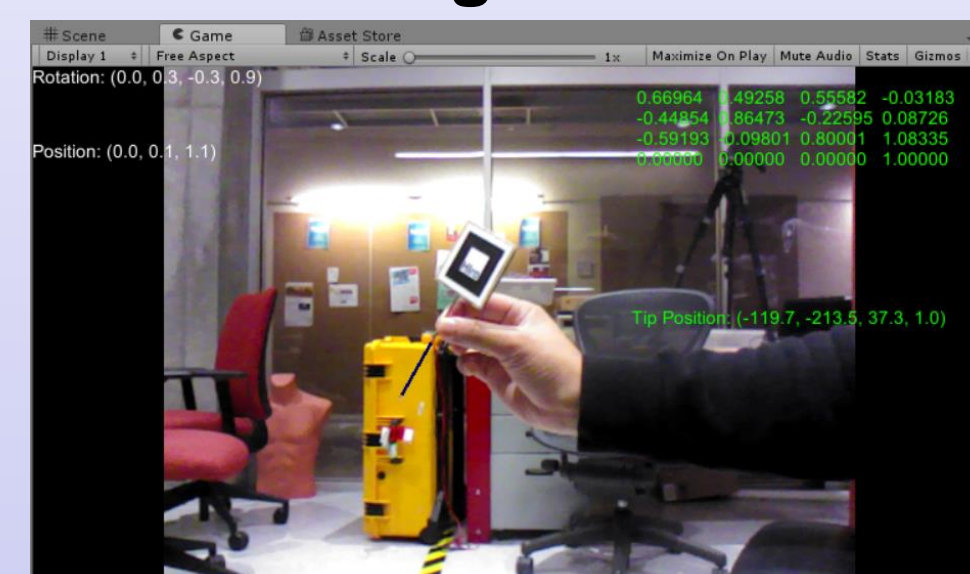 Scene Game Asset Store
Display 1 Free Aspect Scale 1x Maximize On Play Mute Audio Stats Gizmos
Rotation: (0.0, 0.3, -0.3, 0.9)
0.66964 0.49258 0.55582 -0.03183
-0.44854 0.86473 -0.22595 0.08726
Position: (0.0, 0.1, 1.1)
-0.59193 -0.09801 0.80001 1.08335
0.00000 0.00000 0.00000 1.00000
Tip Position: (-119.7, -213.5, 37.3, 1.0)